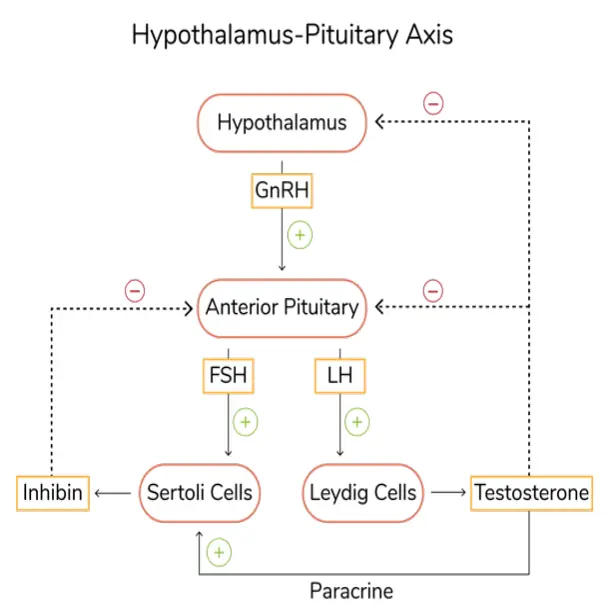 Hypothalamus-Pituitary Axis
−
Hypothalamus
GnRH
+
−
−
Anterior Pituitary
FSH
LH
+
+
Inhibin
Sertoli Cells
Leydig Cells
Testosterone
+
Paracrine